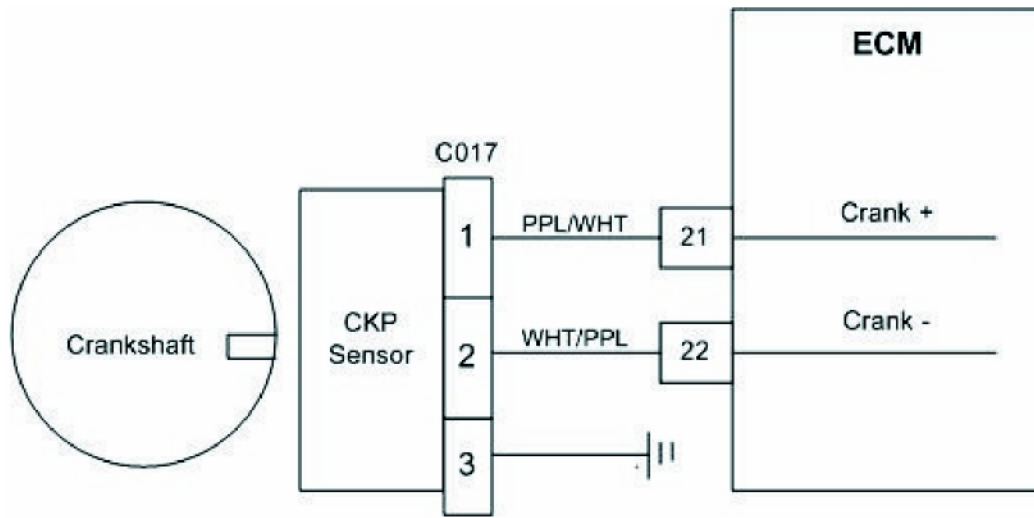 ECM
C017
1
PPL/WHT
21
Crank +
Crankshaft
CKP
Sensor
2
WHT/PPL
22
Crank -
3